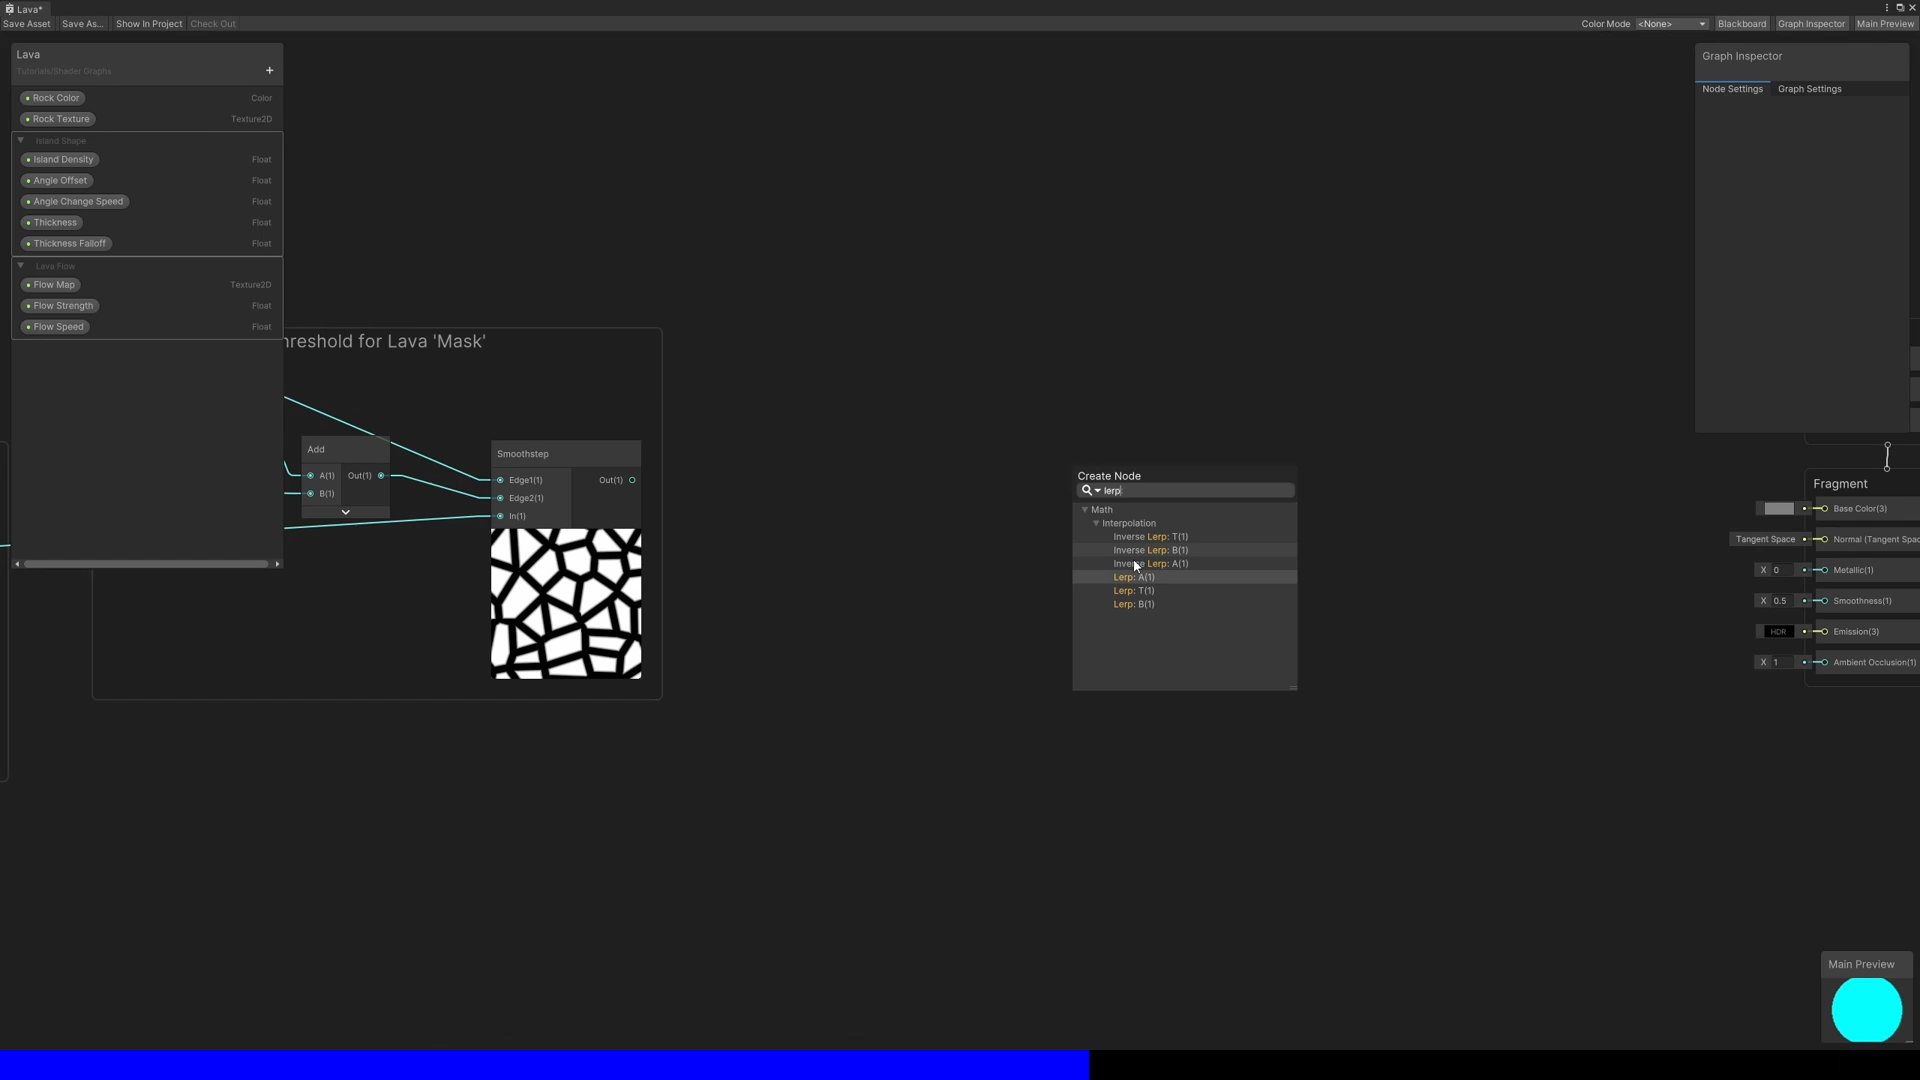 Lava*
Save Asset Save As... Show In Project Check Out Color Mode <None> Blackboard Graph Inspector Main Preview
Lava
Tutorials/Shader Graphs
+
Rock Color Color
Rock Texture Texture2D
Island Shape
Island Density Float
Angle Offset Float
Angle Change Speed Float
Thickness Float
Thickness Falloff Float
Lava Flow
Flow Map Texture2D
Flow Strength Float
Flow Speed Float
hreshold for Lava 'Mask'
Add
A(1) Out(1)
B(1)
Smoothstep
Edge1(1) Out(1)
Edge2(1)
In(1)
Create Node
lerp
Math
Interpolation
Inverse Lerp: T(1)
Inverse Lerp: B(1)
Inverse Lerp: A(1)
Lerp: A(1)
Lerp: T(1)
Lerp: B(1)
Graph Inspector
Node Settings Graph Settings
Fragment
Base Color(3)
Tangent Space Normal (Tangent Spac
X 0 Metallic(1)
X 0.5 Smoothness(1)
HDR Emission(3)
X 1 Ambient Occlusion(1)
Main Preview